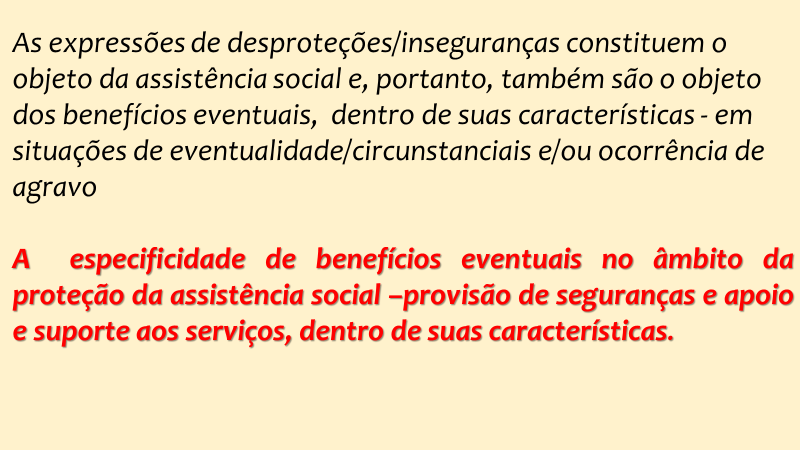 As expressões de desproteções/inseguranças constituem o
objeto da assistência social e, portanto, também são o objeto
dos benefícios eventuais,  dentro de suas características - em
situações de eventualidade/circunstanciais e/ou ocorrência de
agravo
A  especificidade de benefícios eventuais no âmbito da
proteção da assistência social –provisão de seguranças e apoio
e suporte aos serviços, dentro de suas características.